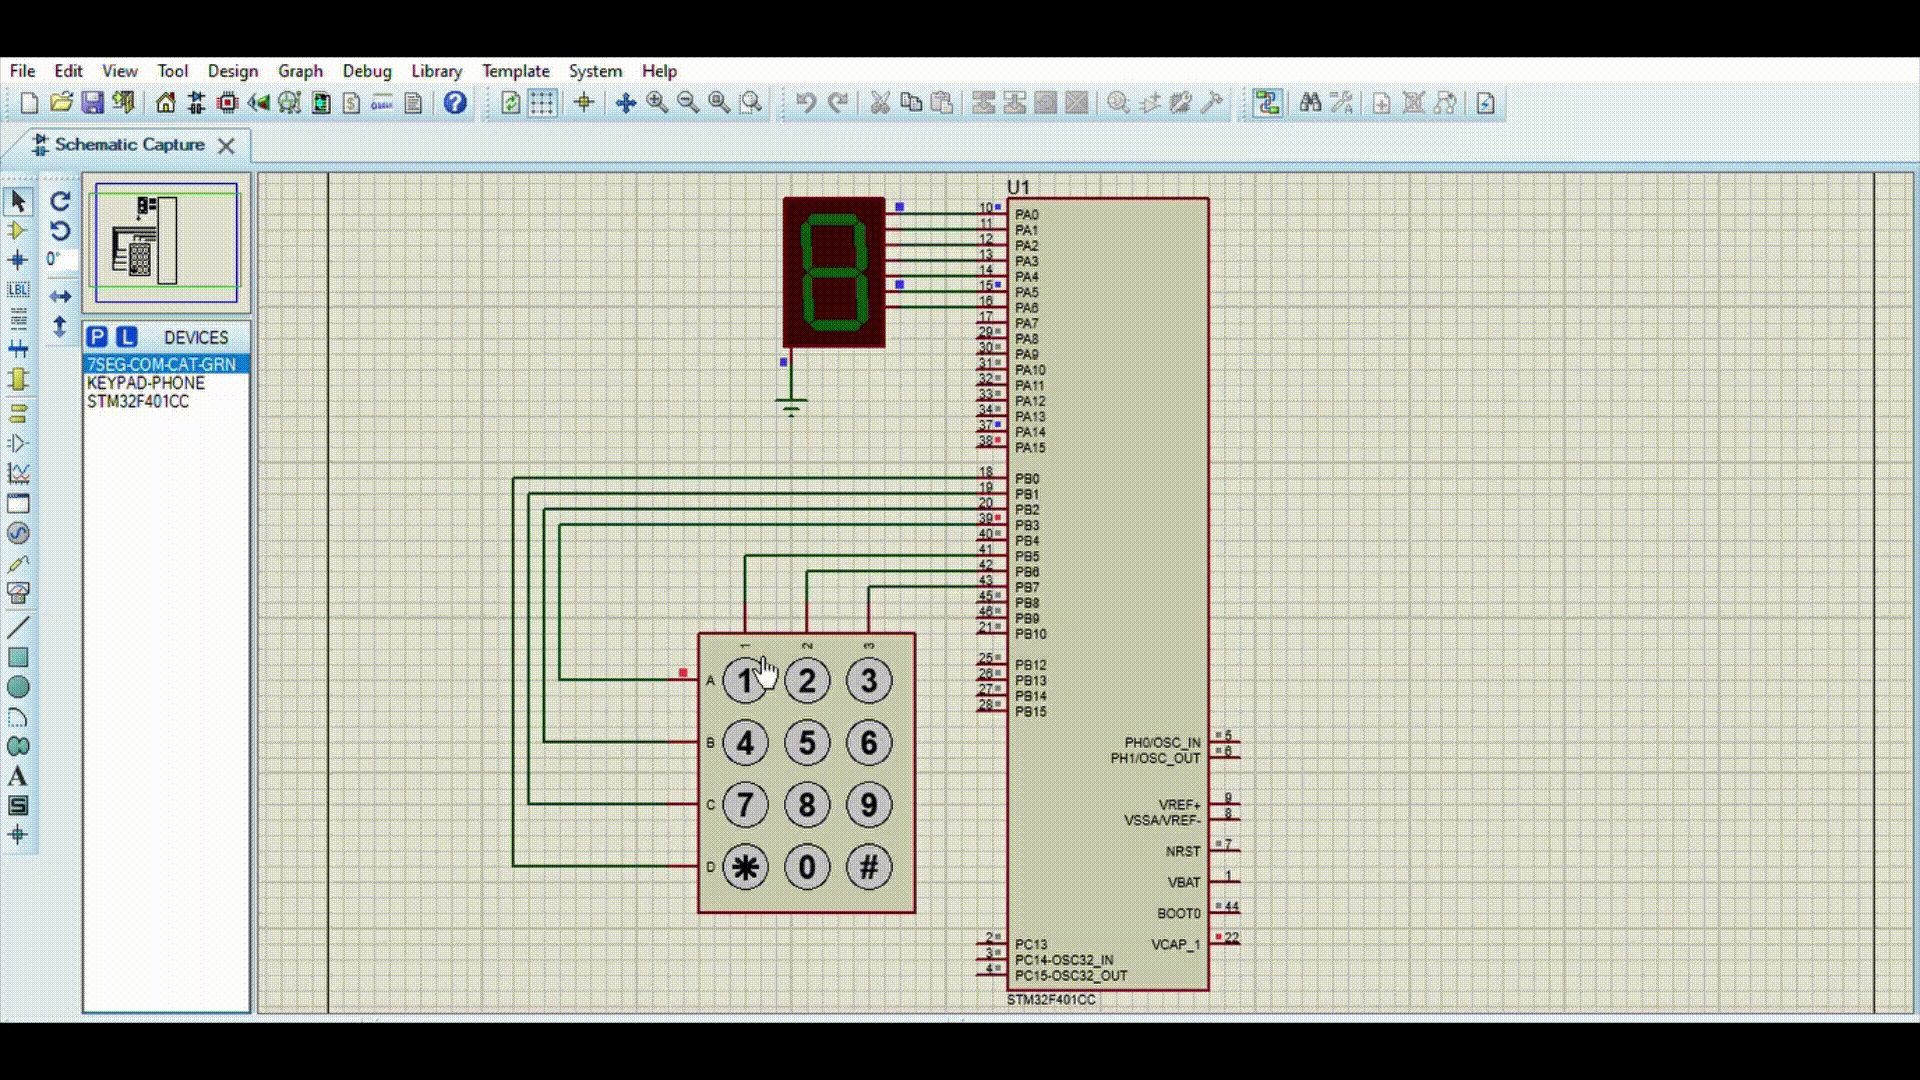 File Edit View Tool Design Graph Debug Library Template System Help
Schematic Capture
0°
LBL
P L DEVICES
7SEG-COM-CAT-GRN
KEYPAD-PHONE
STM32F401CC
A
S
U1
10 PA0
11 PA1
12 PA2
13 PA3
14 PA4
15 PA5
16 PA6
17 PA7
29 PA8
30 PA9
31 PA10
32 PA11
33 PA12
34 PA13
37 PA14
38 PA15
18 PB0
19 PB1
20 PB2
39 PB3
40 PB4
41 PB5
42 PB6
43 PB7
45 PB8
46 PB9
21 PB10
25 PB12
26 PB13
27 PB14
28 PB15
1 2 3
A 1 2 3
B 4 5 6
C 7 8 9
D * 0 #
PH0/OSC_IN 5
PH1/OSC_OUT 6
VREF+ 9
VSSA/VREF- 8
NRST 7
VBAT 1
BOOT0 44
2 PC13 VCAP_1 22
3 PC14-OSC32_IN
4 PC15-OSC32_OUT
STM32F401CC